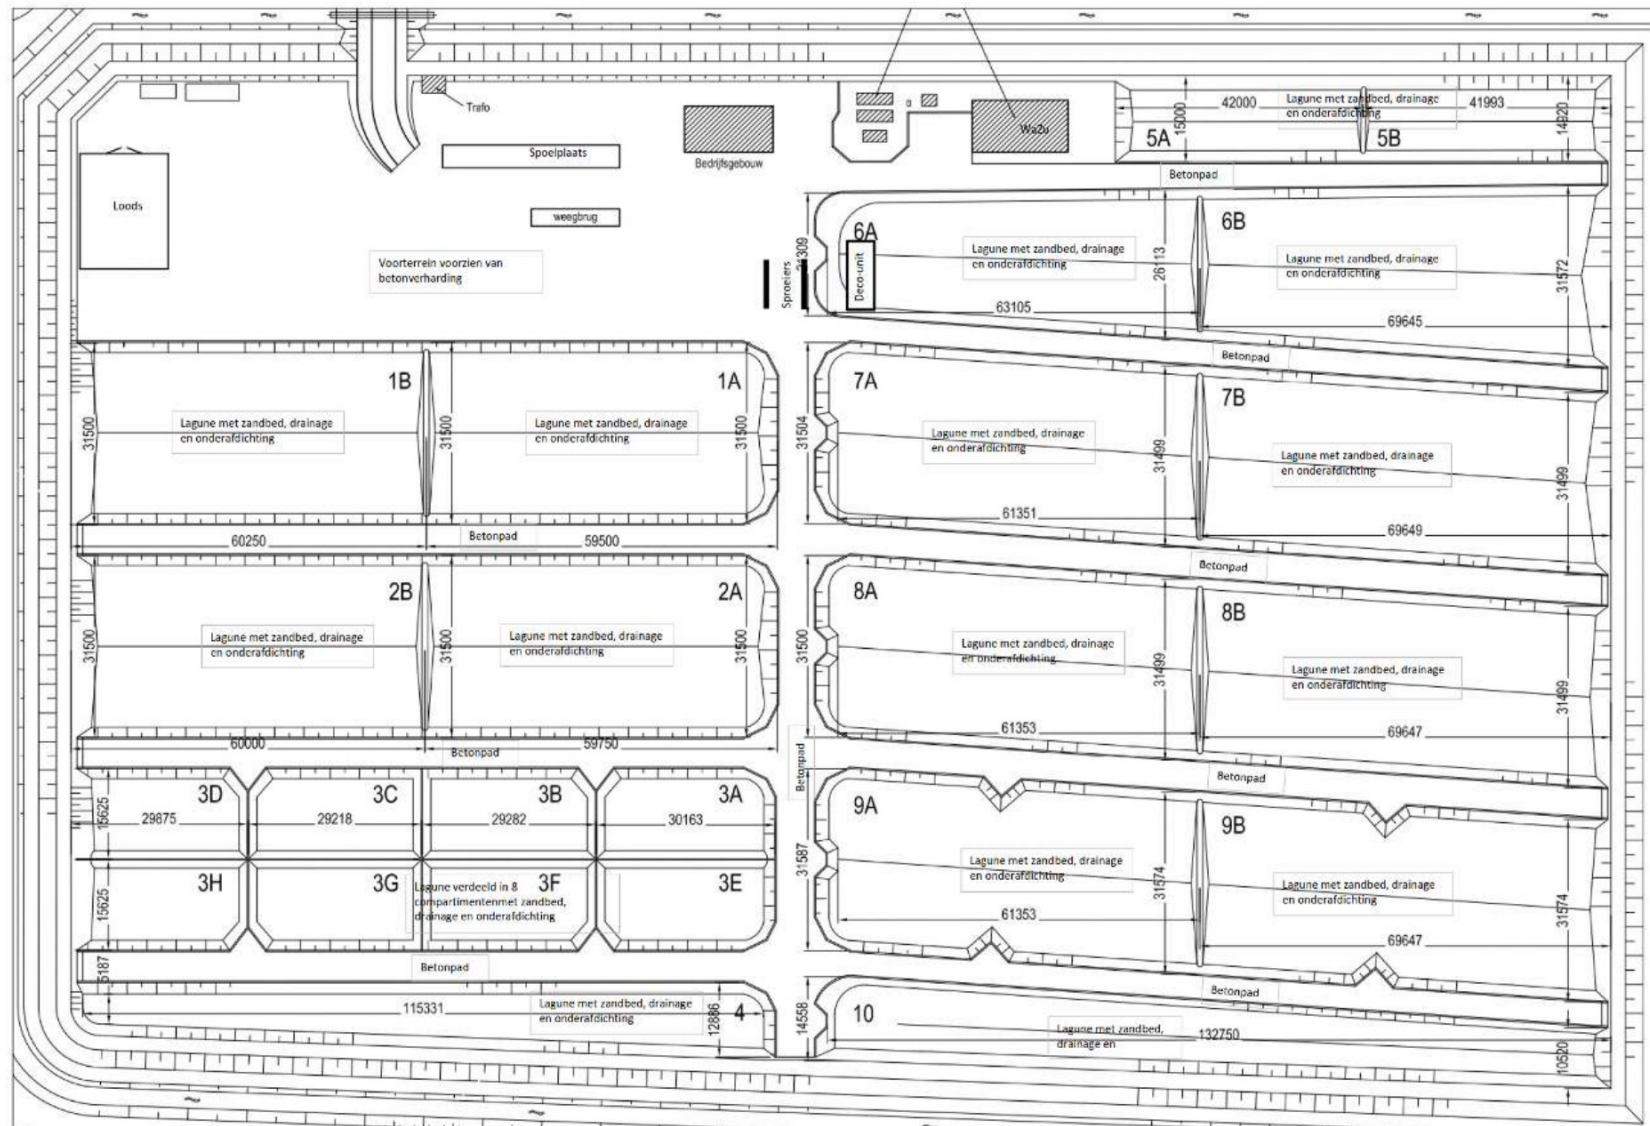 Trafo
Spoelplaats
Bedrijfsgebouw
WaZu
42000
Lagune met zandbed, drainage
en onderafdichting
41993
15000
14920
5A
5B
Betonpad
Loods
weegbrug
Voorterrein voorzien van
betonverharding
Sproeiers
6A
Deco-unit
Lagune met zandbed, drainage
en onderafdichting
26113
63105
6B
Lagune met zandbed, drainage
en onderafdichting
31572
69645
Betonpad
1B
1A
31500
Lagune met zandbed, drainage
en onderafdichting
31500
Lagune met zandbed, drainage
en onderafdichting
31500
60250
Betonpad
59500
7A
31504
Lagune met zandbed, drainage
en onderafdichting
31499
61351
7B
Lagune met zandbed, drainage
en onderafdichting
31499
69649
Betonpad
2B
2A
31500
Lagune met zandbed, drainage
en onderafdichting
31500
Lagune met zandbed, drainage
en onderafdichting
31500
60000
Betonpad
59750
8A
31500
Lagune met zandbed, drainage
en onderafdichting
31499
61353
8B
Lagune met zandbed, drainage
en onderafdichting
31499
69647
Betonpad
Betonpad
3D
3C
3B
3A
15625
29875
29218
29282
30163
3H
3G
3F
3E
15625
Lagune verdeeld in 8
compartimentenmet zandbed,
drainage en onderafdichting
9A
31587
Lagune met zandbed, drainage
en onderafdichting
31574
61353
9B
Lagune met zandbed, drainage
en onderafdichting
31574
69647
Betonpad
Betonpad
5187
115331
Lagune met zandbed, drainage
en onderafdichting
12886
4
14558
10
Lagune met zandbed,
drainage en
132750
10520